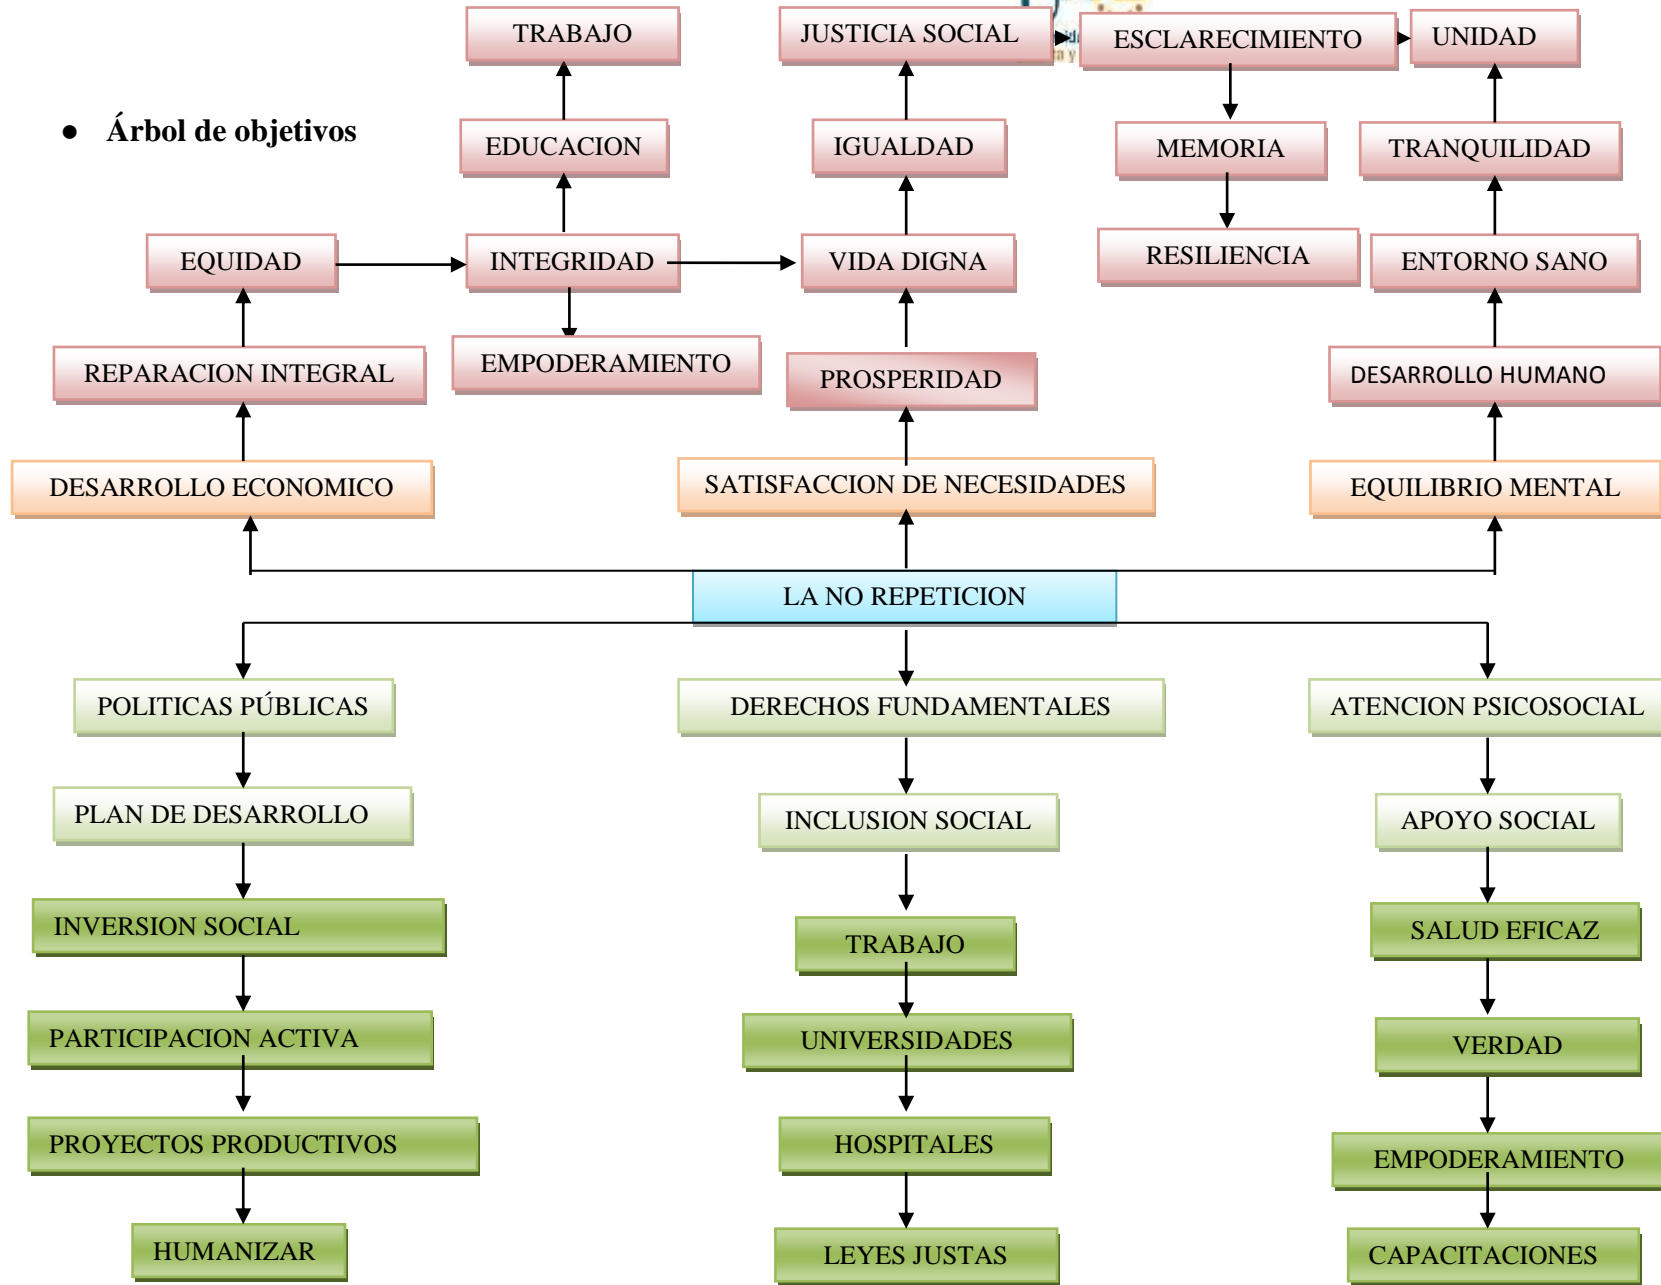 TRABAJO
JUSTICIA SOCIAL
ESCLARECIMIENTO
UNIDAD
● Árbol de objetivos
EDUCACION
IGUALDAD
MEMORIA
TRANQUILIDAD
EQUIDAD
INTEGRIDAD
VIDA DIGNA
RESILIENCIA
ENTORNO SANO
REPARACION INTEGRAL
EMPODERAMIENTO
PROSPERIDAD
DESARROLLO HUMANO
DESARROLLO ECONOMICO
SATISFACCION DE NECESIDADES
EQUILIBRIO MENTAL
LA NO REPETICION
POLITICAS PÚBLICAS
DERECHOS FUNDAMENTALES
ATENCION PSICOSOCIAL
PLAN DE DESARROLLO
INCLUSION SOCIAL
APOYO SOCIAL
INVERSION SOCIAL
TRABAJO
SALUD EFICAZ
PARTICIPACION ACTIVA
UNIVERSIDADES
VERDAD
PROYECTOS PRODUCTIVOS
HOSPITALES
EMPODERAMIENTO
HUMANIZAR
LEYES JUSTAS
CAPACITACIONES